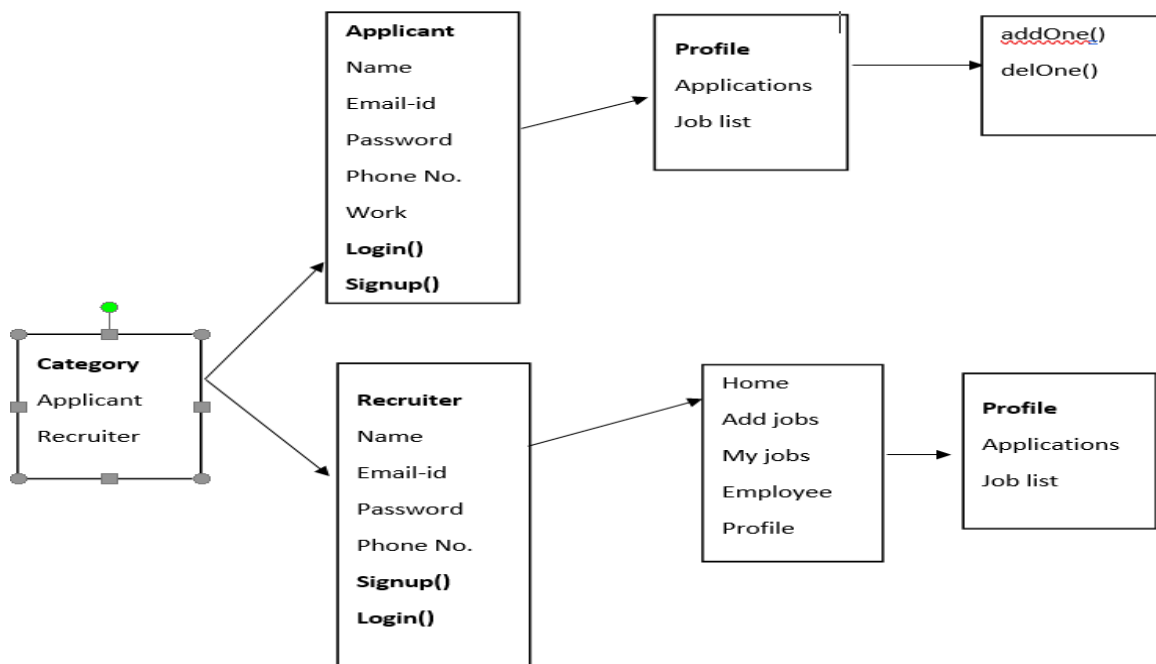 Applicant
Name
Email-id
Password
Phone No.
Work
Login()
Signup()
Profile
Applications
Job list
addOne()
delOne()
Category
Applicant
Recruiter
Recruiter
Name
Email-id
Password
Phone No.
Signup()
Login()
Home
Add jobs
My jobs
Employee
Profile
Profile
Applications
Job list